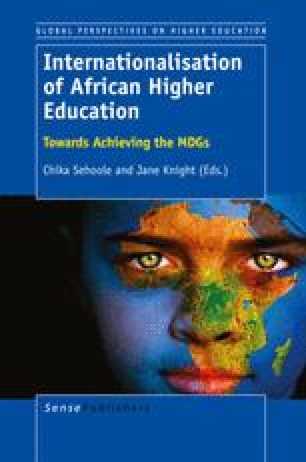 GLOBAL PERSPECTIVES ON HIGHER EDUCATION
Internationalisation
of African Higher
Education
Towards Achieving the MDGs
Chika Sehoole and Jane Knight (Eds.)
SensePublishers